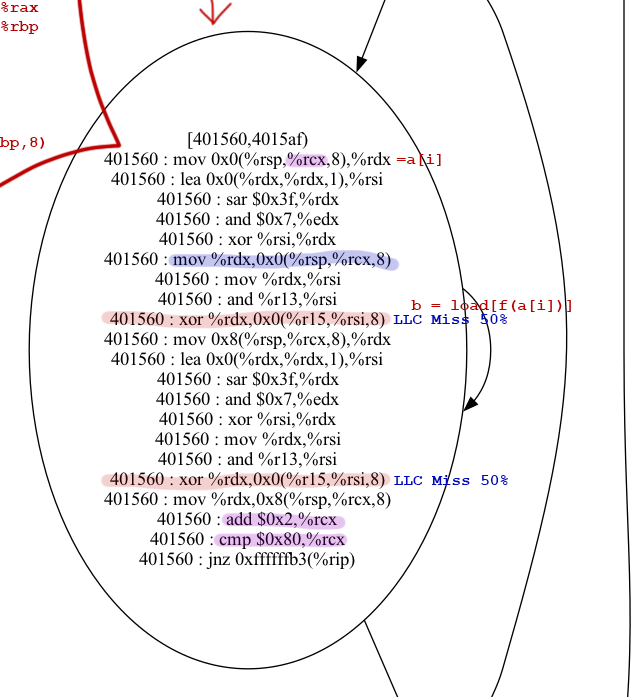 %rax
%rbp
bp,8)
[401560,4015af)
401560 : mov 0x0(%rsp,%rcx,8),%rdx =a[i]
401560 : lea 0x0(%rdx,%rdx,1),%rsi
401560 : sar $0x3f,%rdx
401560 : and $0x7,%edx
401560 : xor %rsi,%rdx
401560 : mov %rdx,0x0(%rsp,%rcx,8)
401560 : mov %rdx,%rsi
401560 : and %r13,%rsi
b = load[f(a[i])]
401560 : xor %rdx,0x0(%r15,%rsi,8) LLC Miss 50%
401560 : mov 0x8(%rsp,%rcx,8),%rdx
401560 : lea 0x0(%rdx,%rdx,1),%rsi
401560 : sar $0x3f,%rdx
401560 : and $0x7,%edx
401560 : xor %rsi,%rdx
401560 : mov %rdx,%rsi
401560 : and %r13,%rsi
401560 : xor %rdx,0x0(%r15,%rsi,8) LLC Miss 50%
401560 : mov %rdx,0x8(%rsp,%rcx,8)
401560 : add $0x2,%rcx
401560 : cmp $0x80,%rcx
401560 : jnz 0xffffffb3(%rip)